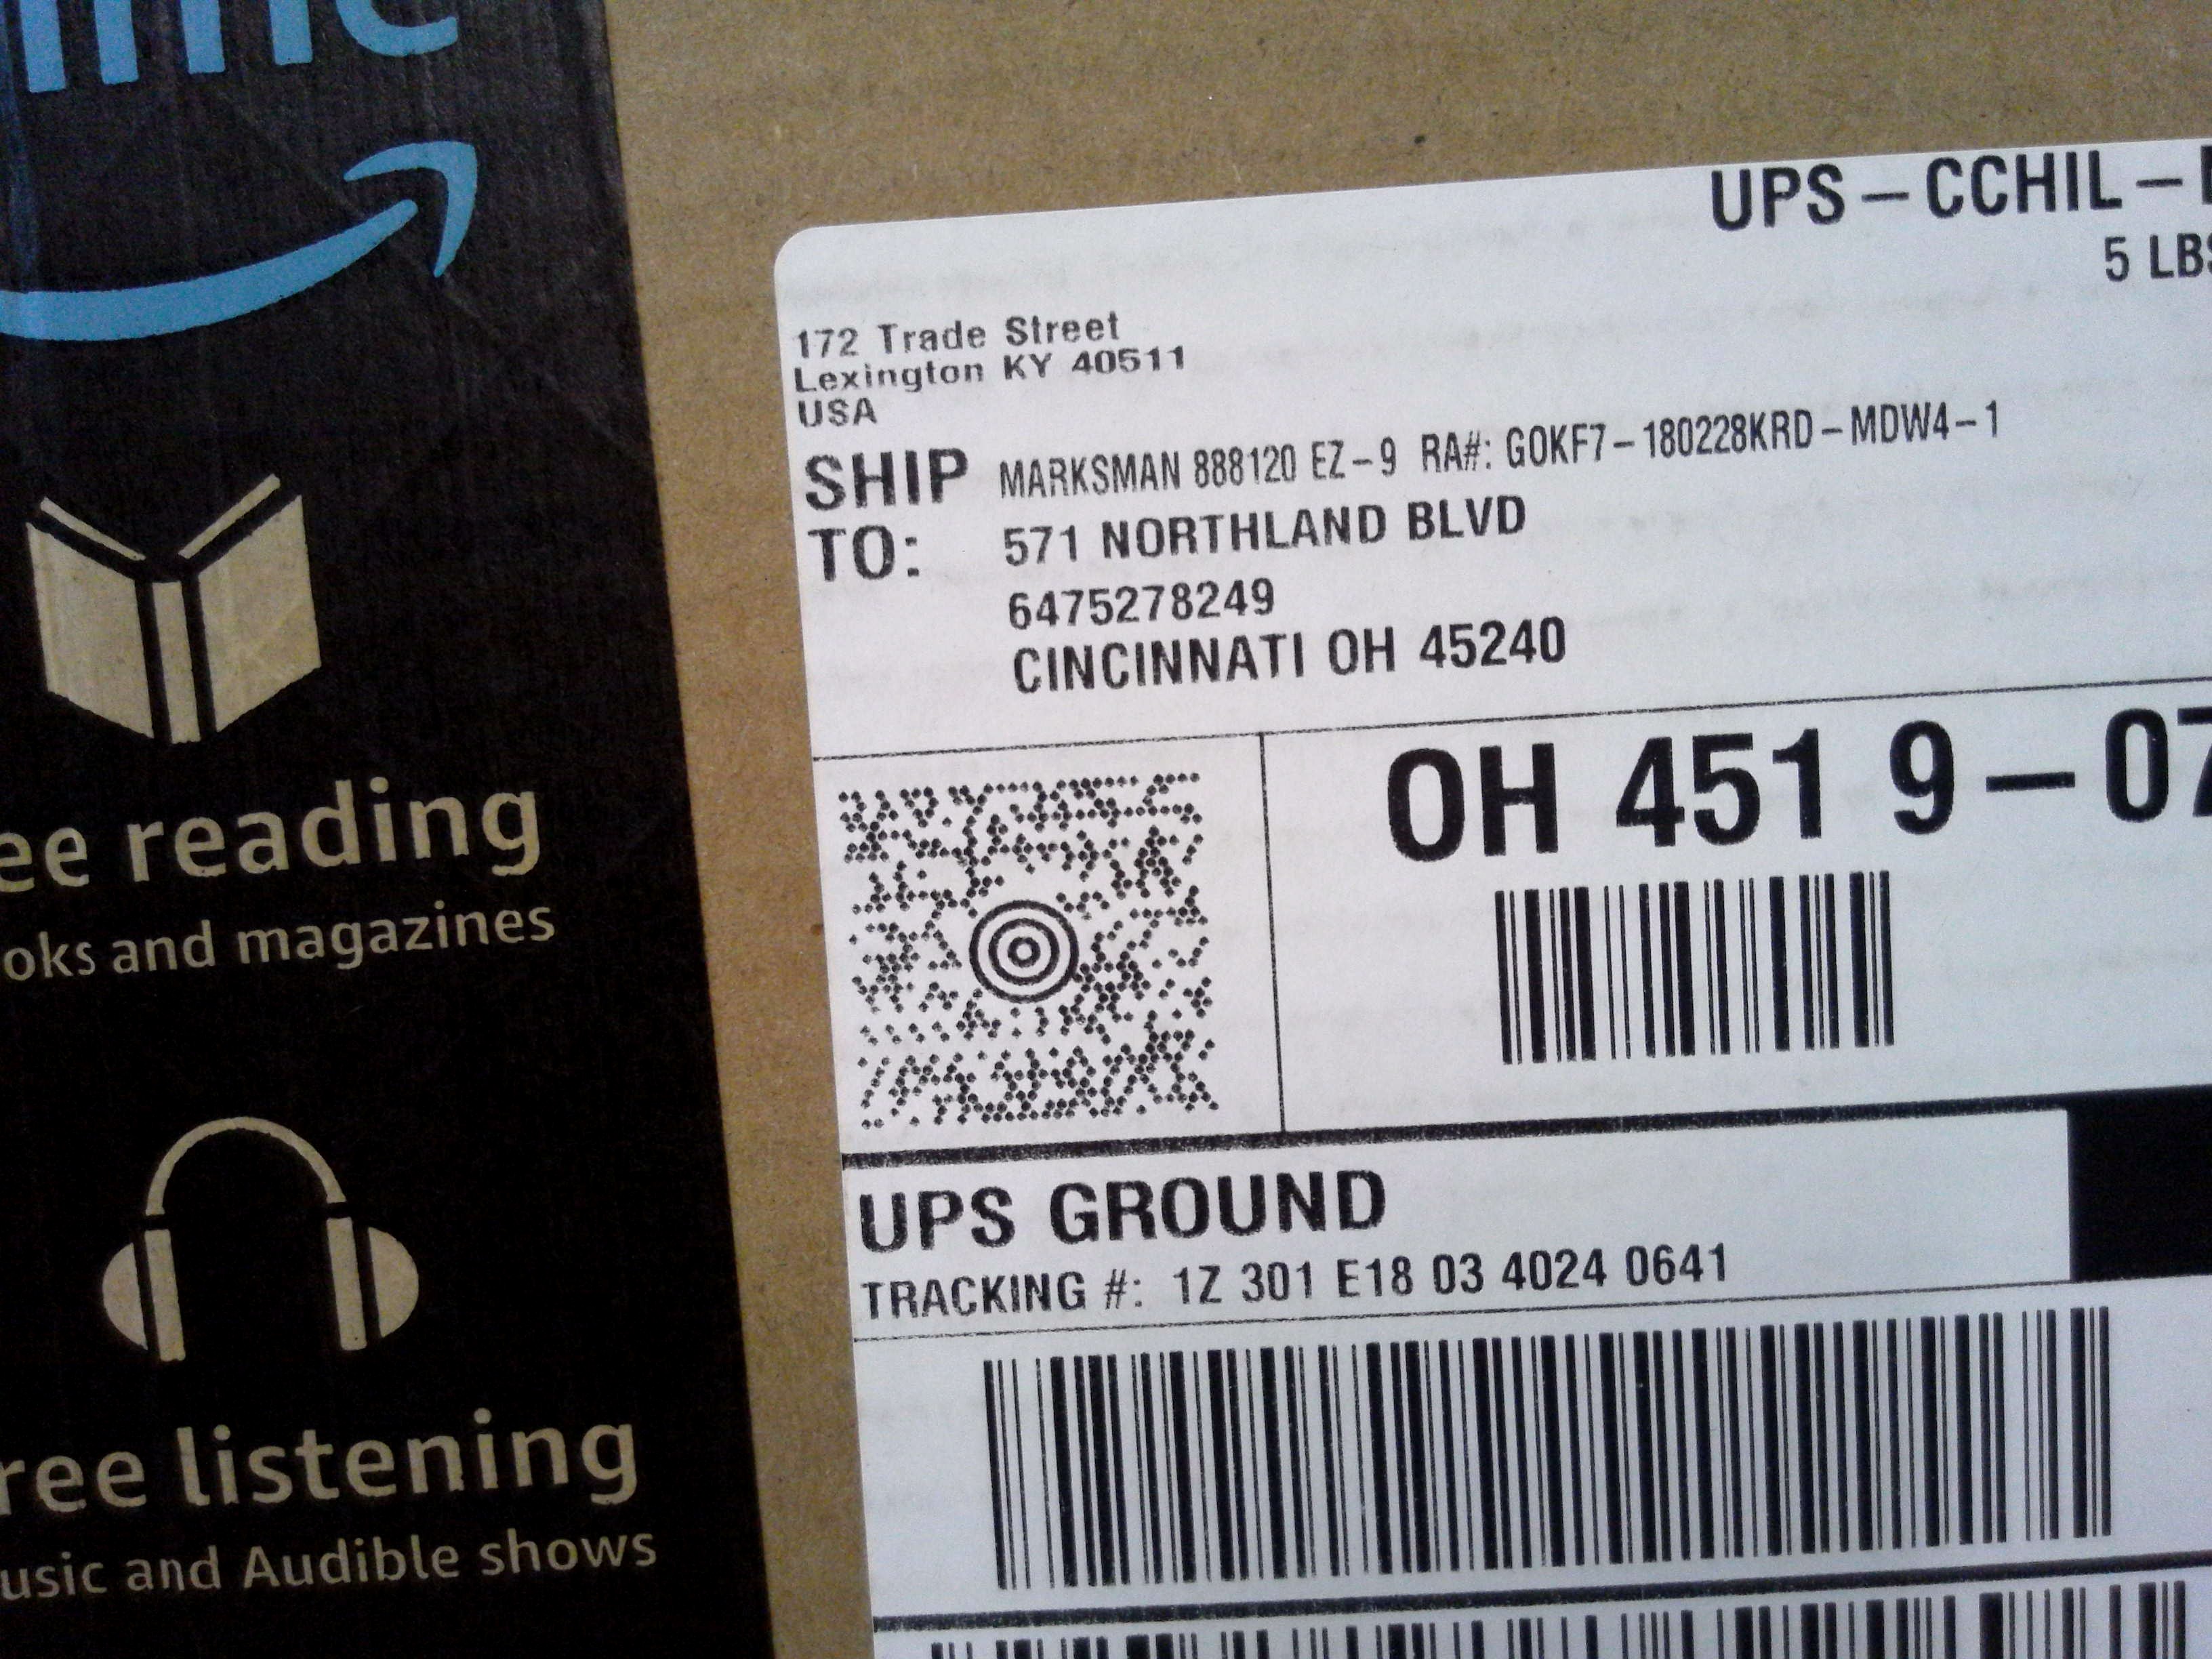 ee reading
oks and magazines
ree listening
usic and Audible shows
UPS – CCHIL –
5 LBS
172 Trade Street
Lexington KY 40511
USA
SHIP TO:
MARKSMAN 888120 EZ – 9 RA#: GOKF7 – 180228KRD – MDW4 – 1
571 NORTHLAND BLVD
6475278249
CINCINNATI OH 45240
OH 451 9 – 07
UPS GROUND
TRACKING #: 1Z 301 E18 03 4024 0641